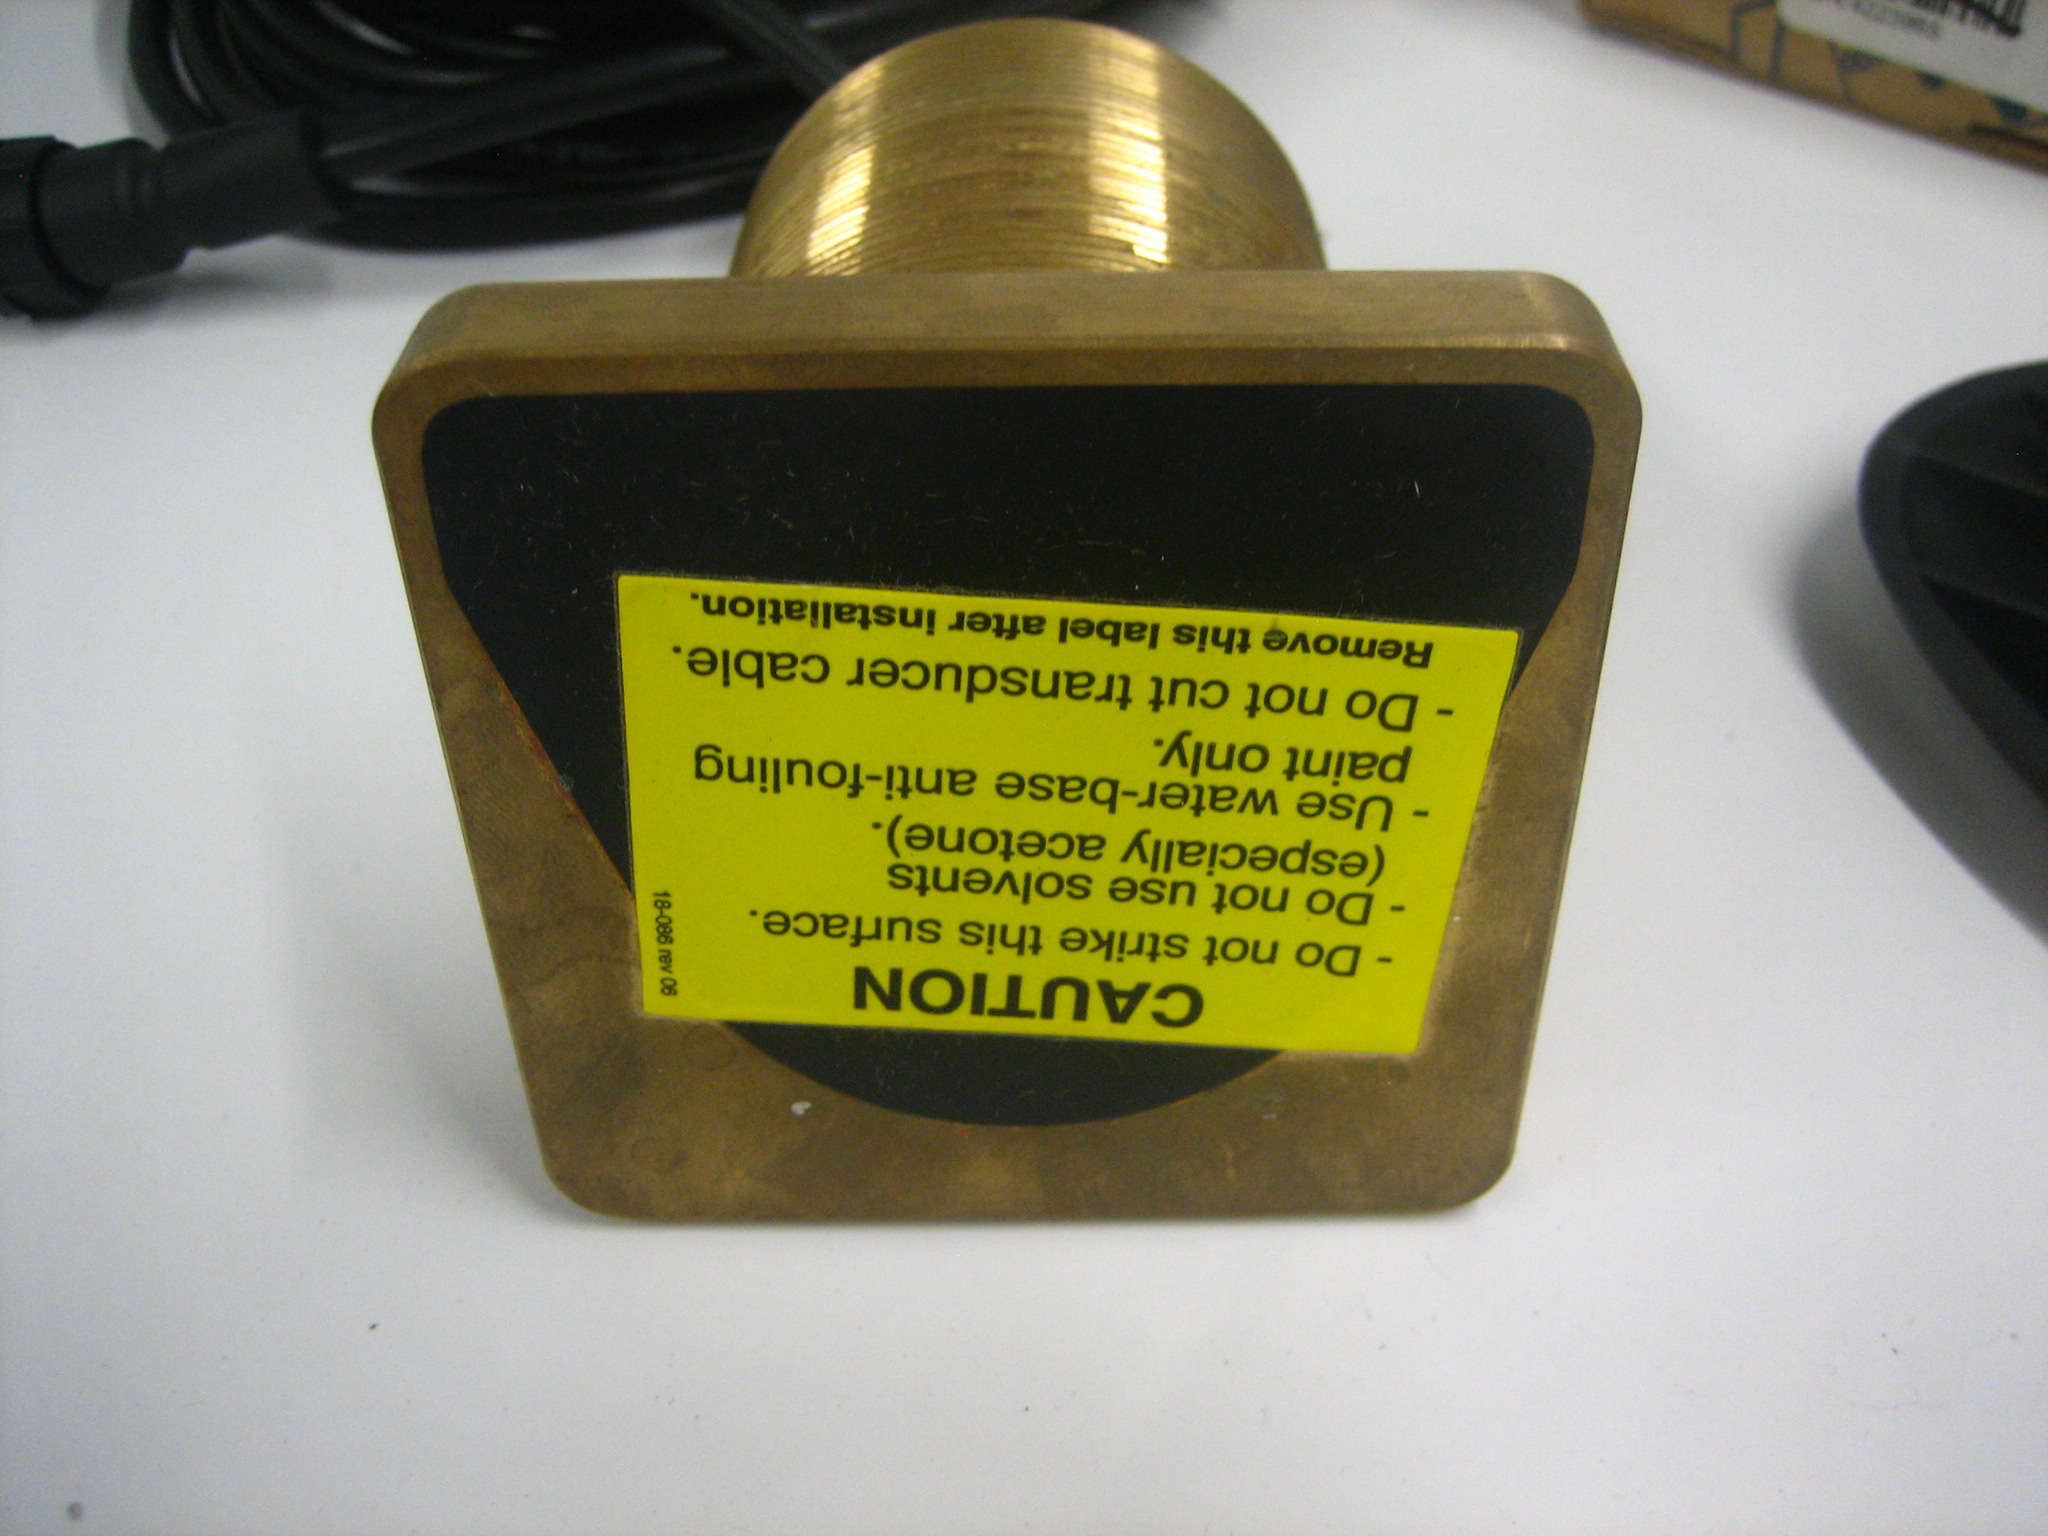 CAUTION
- Do not strike this surface.
- Do not use solvents
(especially acetone).
- Use water-base anti-fouling
paint only.
- Do not cut transducer cable.
Remove this label after installation.
18-086 rev 06